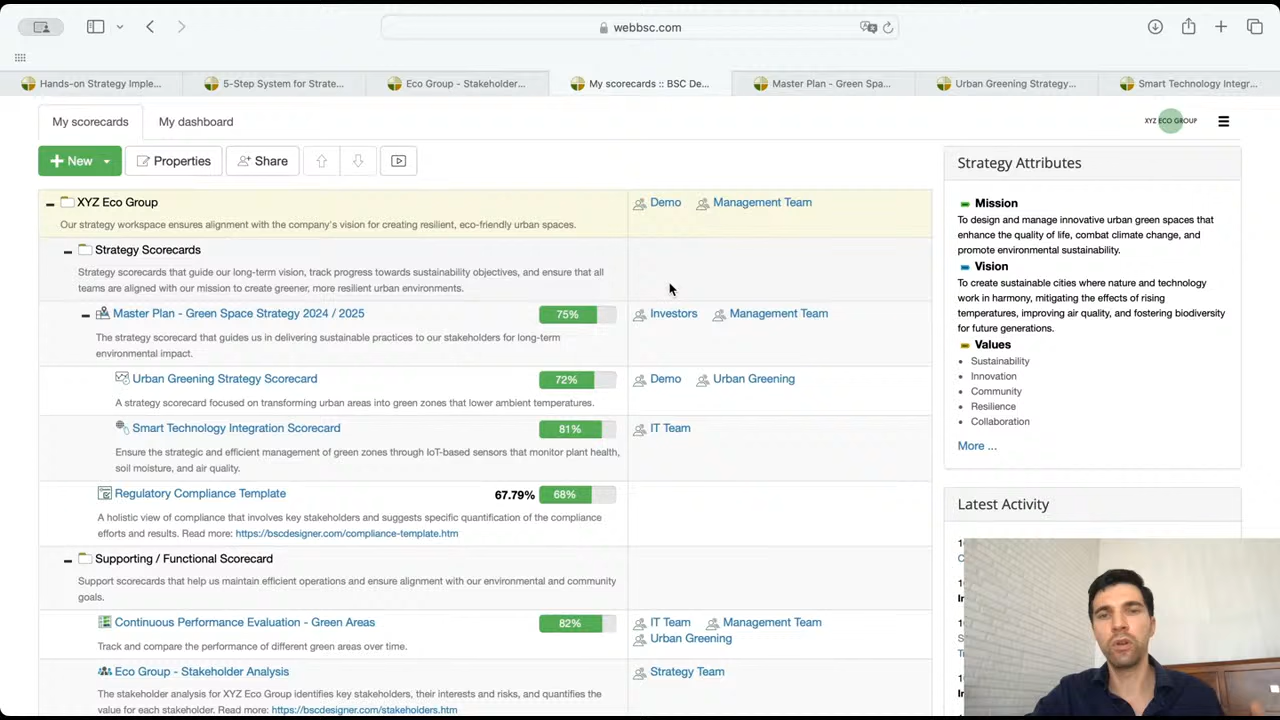 webbsc.com
Hands-on Strategy Imple...
5-Step System for Strate...
Eco Group - Stakeholder...
My scorecards :: BSC De...
Master Plan - Green Spa...
Urban Greening Strategy...
Smart Technology Integr...
My scorecards
My dashboard
XYZ ECO GROUP
New
Properties
Share
XYZ Eco Group
Demo
Management Team
Our strategy workspace ensures alignment with the company's vision for creating resilient, eco-friendly urban spaces.
Strategy Scorecards
Strategy scorecards that guide our long-term vision, track progress towards sustainability objectives, and ensure that all
teams are aligned with our mission to create greener, more resilient urban environments.
Master Plan - Green Space Strategy 2024 / 2025
75%
Investors
Management Team
The strategy scorecard that guides us in delivering sustainable practices to our stakeholders for long-term
environmental impact.
Urban Greening Strategy Scorecard
72%
Demo
Urban Greening
A strategy scorecard focused on transforming urban areas into green zones that lower ambient temperatures.
Smart Technology Integration Scorecard
81%
IT Team
Ensure the strategic and efficient management of green zones through IoT-based sensors that monitor plant health,
soil moisture, and air quality.
Regulatory Compliance Template
67.79%
68%
A holistic view of compliance that involves key stakeholders and suggests specific quantification of the compliance
efforts and results. Read more: https://bscdesigner.com/compliance-template.htm
Supporting / Functional Scorecard
Support scorecards that help us maintain efficient operations and ensure alignment with our environmental and community
goals.
Continuous Performance Evaluation - Green Areas
82%
IT Team
Management Team
Urban Greening
Track and compare the performance of different green areas over time.
Eco Group - Stakeholder Analysis
Strategy Team
The stakeholder analysis for XYZ Eco Group identifies key stakeholders, their interests and risks, and quantifies the
value for each stakeholder. Read more: https://bscdesigner.com/stakeholders.htm
Strategy Attributes
Mission
To design and manage innovative urban green spaces that
enhance the quality of life, combat climate change, and
promote environmental sustainability.
Vision
To create sustainable cities where nature and technology
work in harmony, mitigating the effects of rising
temperatures, improving air quality, and fostering biodiversity
for future generations.
Values
Sustainability
Innovation
Community
Resilience
Collaboration
More ...
Latest Activity